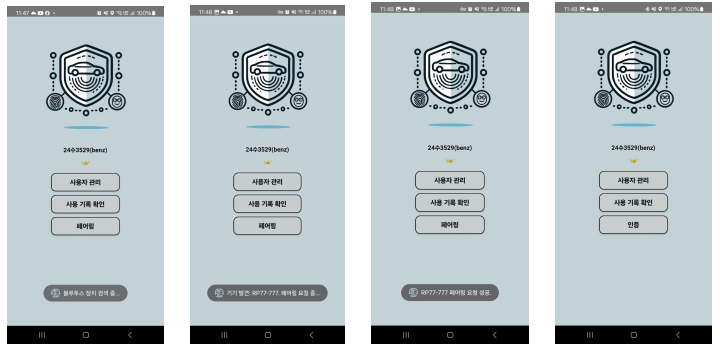 11:47
100%
24수3529(benz)
사용자 관리
사용 기록 확인
페어링
블루투스 장치 검색 중...
11:48
100%
24수3529(benz)
사용자 관리
사용 기록 확인
페어링
기기 발견: RP77-777. 페어링 요청 중...
11:48
100%
24수3529(benz)
사용자 관리
사용 기록 확인
페어링
RP77-777 페어링 요청 성공.
11:48
100%
24수3529(benz)
사용자 관리
사용 기록 확인
인증